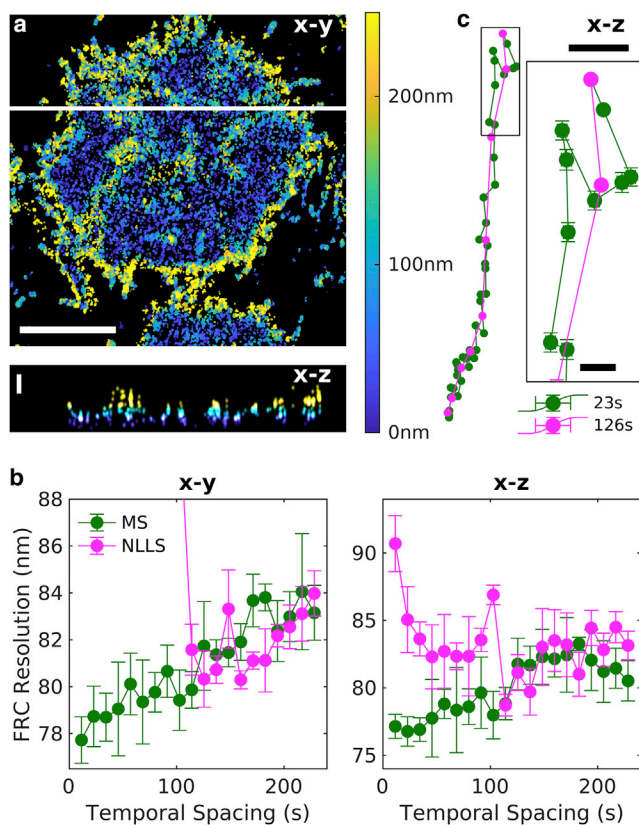 a
x-y
200nm
100nm
0nm
x-z
c
x-z
23s
126s
b
x-y
x-z
FRC Resolution (nm)
88
86
84
82
80
78
MS
NLLS
0
100
200
Temporal Spacing (s)
90
85
80
75
0
100
200
Temporal Spacing (s)